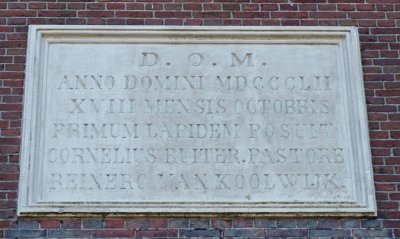 D. O. M.
ANNO DOMINI MDCCCLII
XVIII MENSIS OCTOBRIS
PRIMUM LAPIDEM POSUIT
CORNELIUS RUITER. PASTORE
REINERO VAN KOOLWIJK.